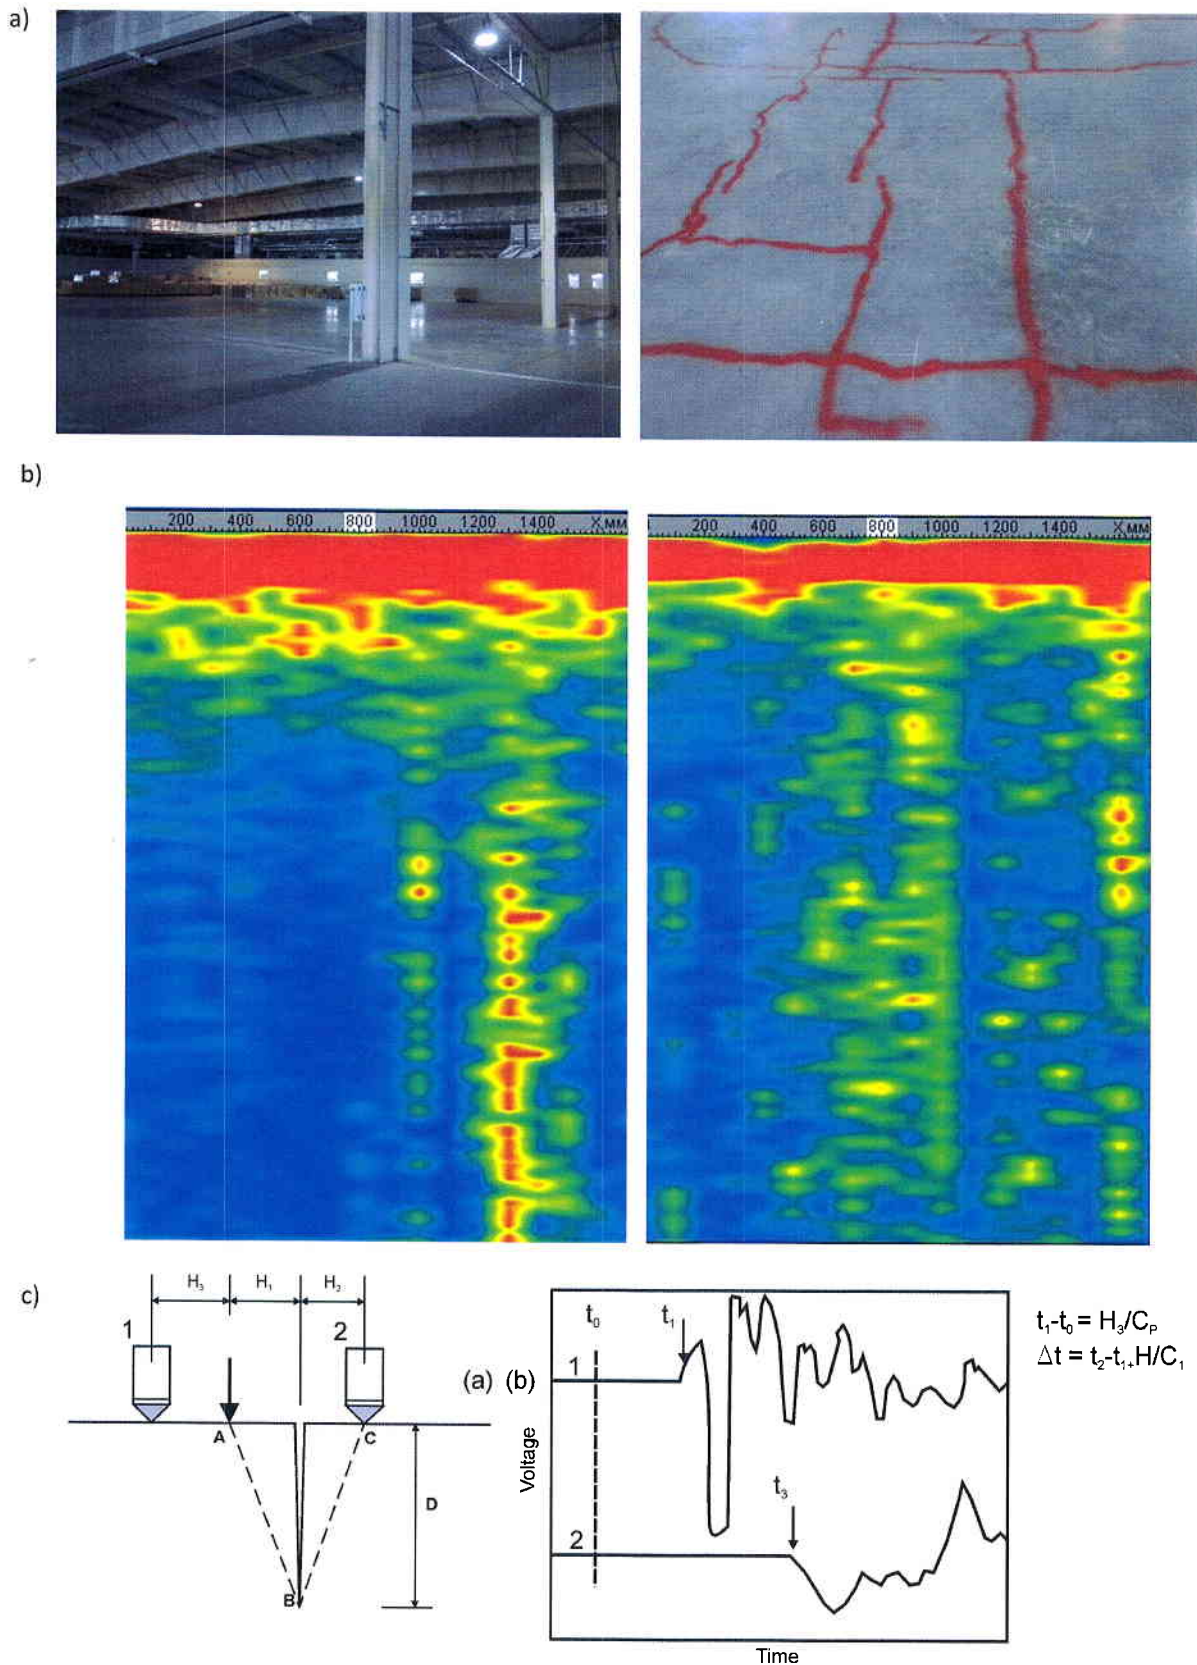 a)
b)
200 400 600 800 1000 1200 1400 X,мм
200 400 600 800 1000 1200 1400 X,мм
c)
H₃ H₁ H₂
1
2
A
C
B
D
(a) (b)
t₀
t₁
1
t₃
2
Voltage
Time
t₁-t₀ = H₃/C_P
Δt = t₂-t₁₊H/C₁